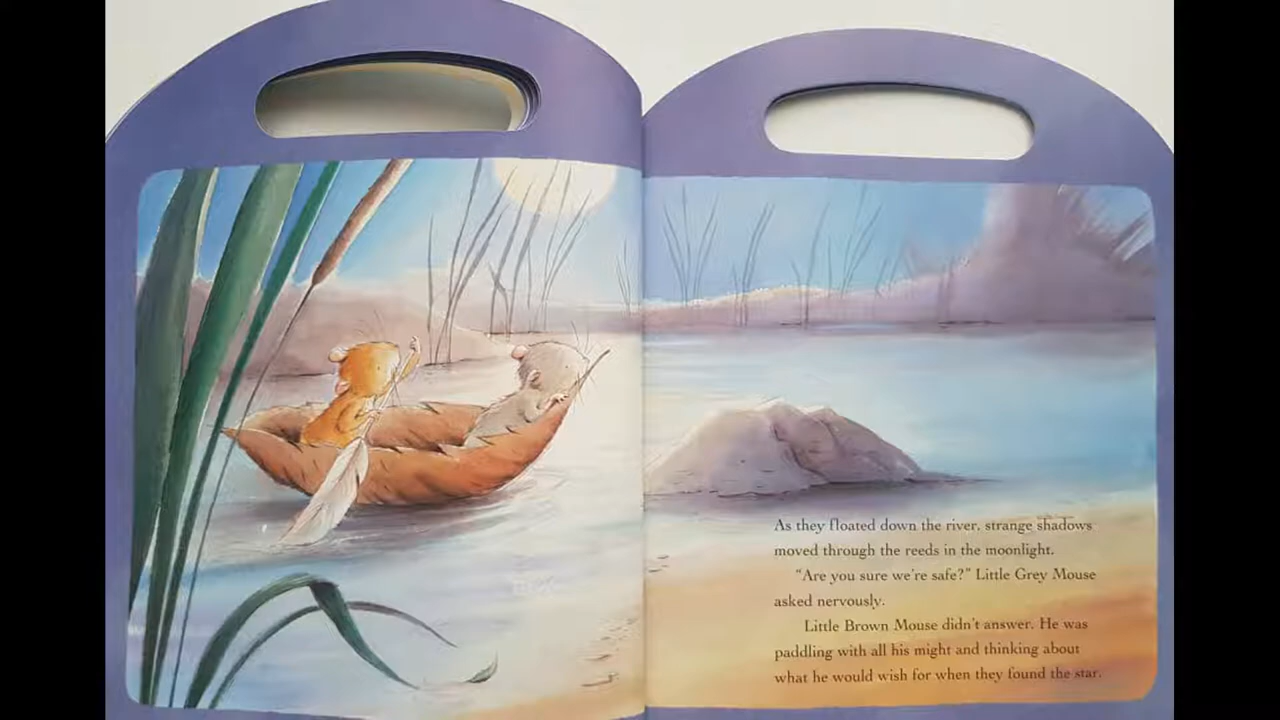 As they floated down the river, strange shadows
moved through the reeds in the moonlight.
“Are you sure we’re safe?” Little Grey Mouse
asked nervously.
Little Brown Mouse didn’t answer. He was
paddling with all his might and thinking about
what he would wish for when they found the star.